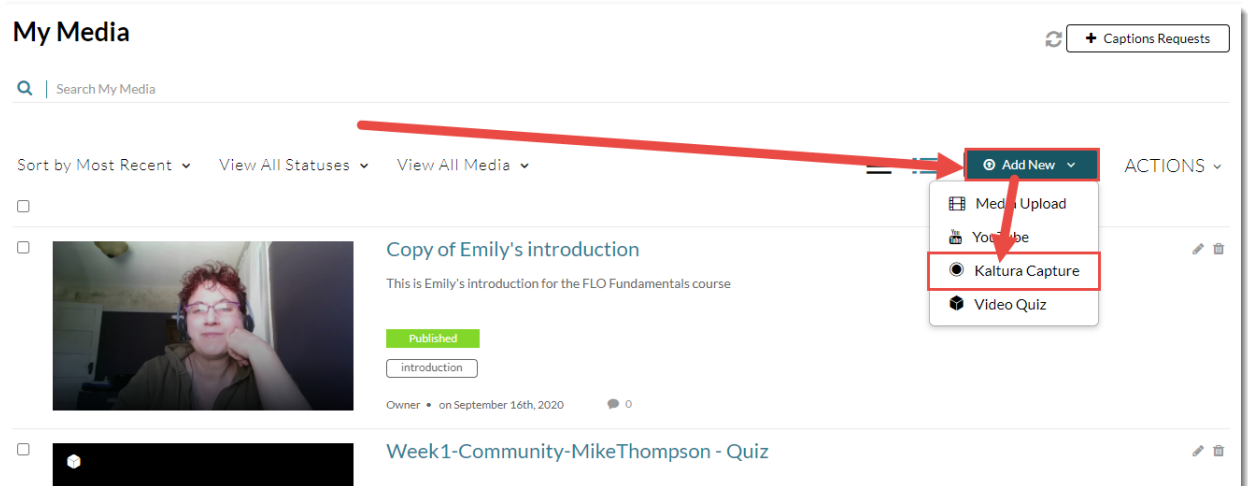 My Media
+ Captions Requests
Search My Media
Sort by Most Recent
View All Statuses
View All Media
Add New
ACTIONS
Media Upload
You Tube YouTube
Kaltura Capture
Video Quiz
Copy of Emily's introduction
This is Emily's introduction for the FLO Fundamentals course
Published
introduction
Owner • on September 16th, 2020 0
Week1-Community-MikeThompson - Quiz